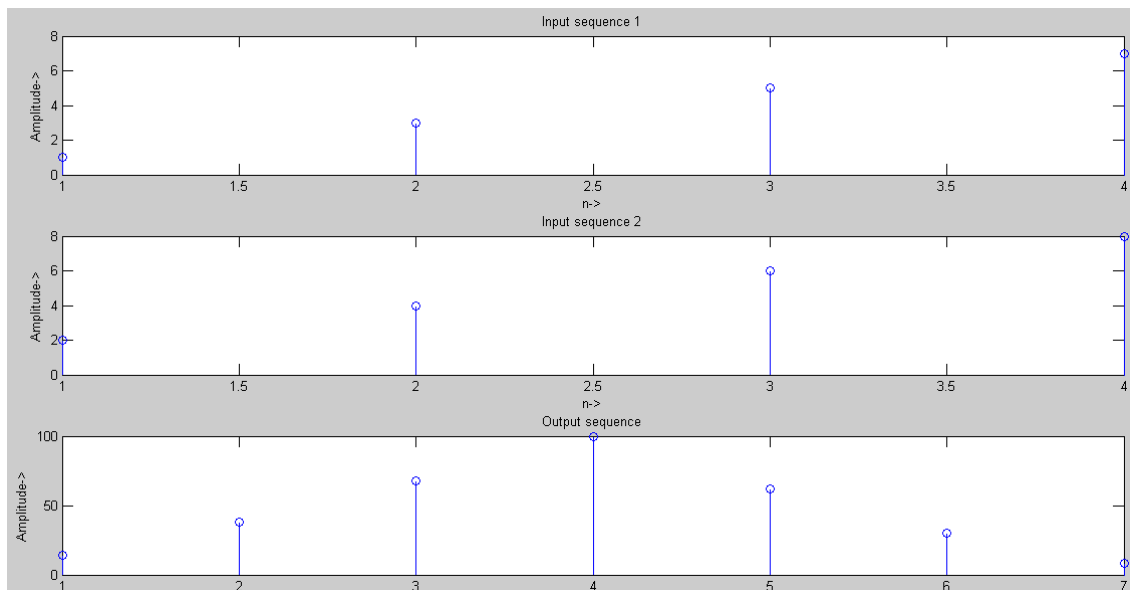 Input sequence 1
8
6
4
2
0
Amplitude->
1 1.5 2 2.5 3 3.5 4
n->
Input sequence 2
8
6
4
2
0
Amplitude->
1 1.5 2 2.5 3 3.5 4
n->
Output sequence
100
50
0
Amplitude->
1 2 3 4 5 6 7